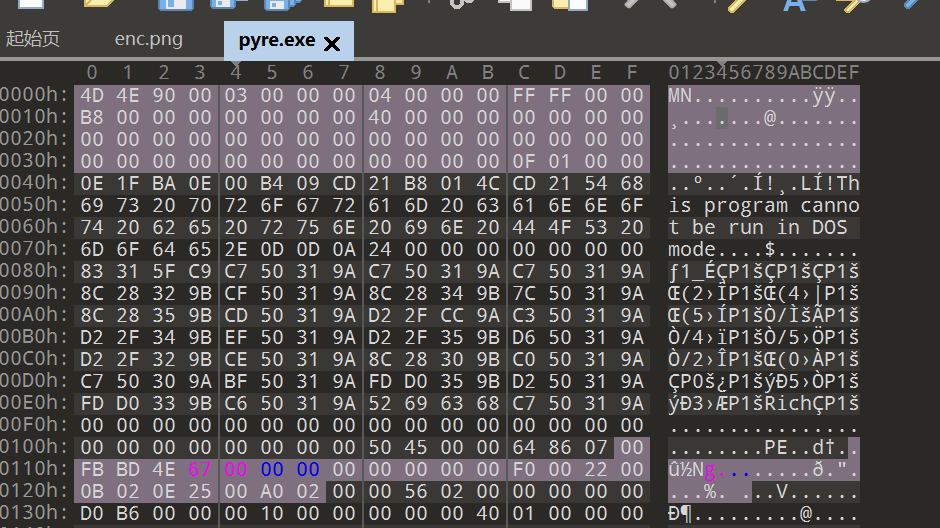 起始页 enc.png pyre.exe
0 1 2 3 4 5 6 7 8 9 A B C D E F 0123456789ABCDEF
0000h: 4D 4E 90 00 03 00 00 00 04 00 00 00 FF FF 00 00 MN..........ÿÿ..
0010h: B8 00 00 00 00 00 00 00 40 00 00 00 00 00 00 00 ¸.......@.......
0020h: 00 00 00 00 00 00 00 00 00 00 00 00 00 00 00 00 ................
0030h: 00 00 00 00 00 00 00 00 00 00 00 00 0F 01 00 00 ................
0040h: 0E 1F BA 0E 00 B4 09 CD 21 B8 01 4C CD 21 54 68 ..º..´.Í!¸.LÍ!Th
0050h: 69 73 20 70 72 6F 67 72 61 6D 20 63 61 6E 6E 6F is program canno
0060h: 74 20 62 65 20 72 75 6E 20 69 6E 20 44 4F 53 20 t be run in DOS
0070h: 6D 6F 64 65 2E 0D 0D 0A 24 00 00 00 00 00 00 00 mode....$.......
0080h: 83 31 5F C9 C7 50 31 9A C7 50 31 9A C7 50 31 9A ƒ1_ÉÇP1šÇP1šÇP1š
0090h: 8C 28 32 9B CF 50 31 9A 8C 28 34 9B 7C 50 31 9A Œ(2›ÏP1šŒ(4›|P1š
00A0h: 8C 28 35 9B CD 50 31 9A D2 2F CC 9A C3 50 31 9A Œ(5›ÍP1šÒ/ÌšÃP1š
00B0h: D2 2F 34 9B EF 50 31 9A D2 2F 35 9B D6 50 31 9A Ò/4›ïP1šÒ/5›ÖP1š
00C0h: D2 2F 32 9B CE 50 31 9A 8C 28 30 9B C0 50 31 9A Ò/2›ÎP1šŒ(0›ÀP1š
00D0h: C7 50 30 9A BF 50 31 9A FD D0 35 9B D2 50 31 9A ÇP0š¿P1šýÐ5›ÒP1š
00E0h: FD D0 33 9B C6 50 31 9A 52 69 63 68 C7 50 31 9A ýÐ3›ÆP1šRichÇP1š
00F0h: 00 00 00 00 00 00 00 00 00 00 00 00 00 00 00 00 ................
0100h: 00 00 00 00 00 00 00 00 50 45 00 00 64 86 07 00 ........PE..d†..
0110h: FB BD 4E 67 00 00 00 00 00 00 00 00 F0 00 22 00 û½Ng........ð.".
0120h: 0B 02 0E 25 00 A0 02 00 00 56 02 00 00 00 00 00 ...%. ...V......
D0 B6 00 00 00 10 00 00 00 00 00 40 01 00 00 00 Ð¶.........@....